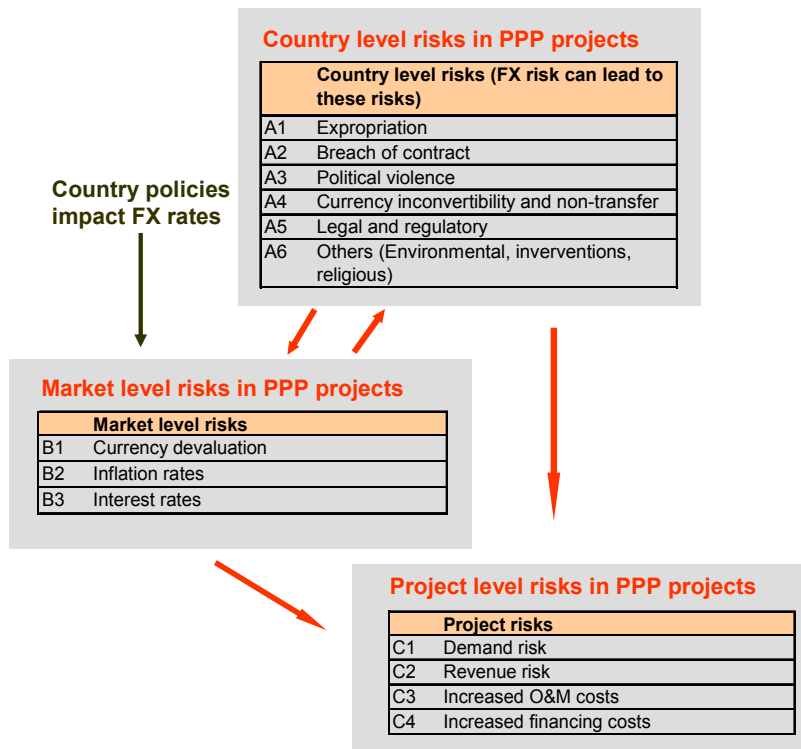 Country level risks in PPP projects
Country level risks (FX risk can lead to
these risks)
A1 Expropriation
A2 Breach of contract
A3 Political violence
A4 Currency inconvertibility and non-transfer
A5 Legal and regulatory
A6 Others (Environmental, inverventions,
religious)
Country policies
impact FX rates
Market level risks in PPP projects
Market level risks
B1 Currency devaluation
B2 Inflation rates
B3 Interest rates
Project level risks in PPP projects
Project risks
C1 Demand risk
C2 Revenue risk
C3 Increased O&M costs
C4 Increased financing costs